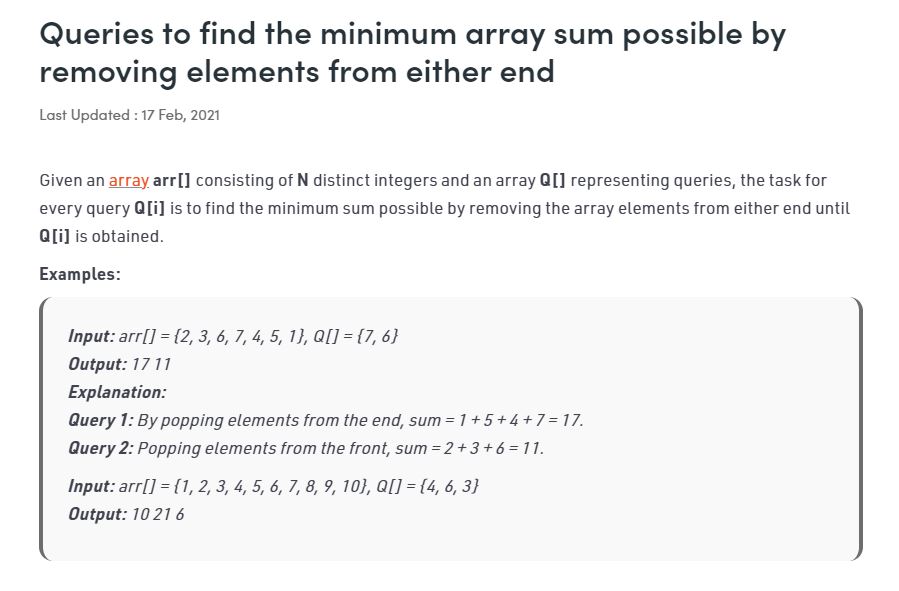 Queries to find the minimum array sum possible by
removing elements from either end
Last Updated : 17 Feb, 2021
Given an array arr[] consisting of N distinct integers and an array Q[] representing queries, the task for
every query Q[i] is to find the minimum sum possible by removing the array elements from either end until
Q[i] is obtained.
Examples:
Input: arr[] = {2, 3, 6, 7, 4, 5, 1}, Q[] = {7, 6}
Output: 17 11
Explanation:
Query 1: By popping elements from the end, sum = 1 + 5 + 4 + 7 = 17.
Query 2: Popping elements from the front, sum = 2 + 3 + 6 = 11.
Input: arr[] = {1, 2, 3, 4, 5, 6, 7, 8, 9, 10}, Q[] = {4, 6, 3}
Output: 10 21 6